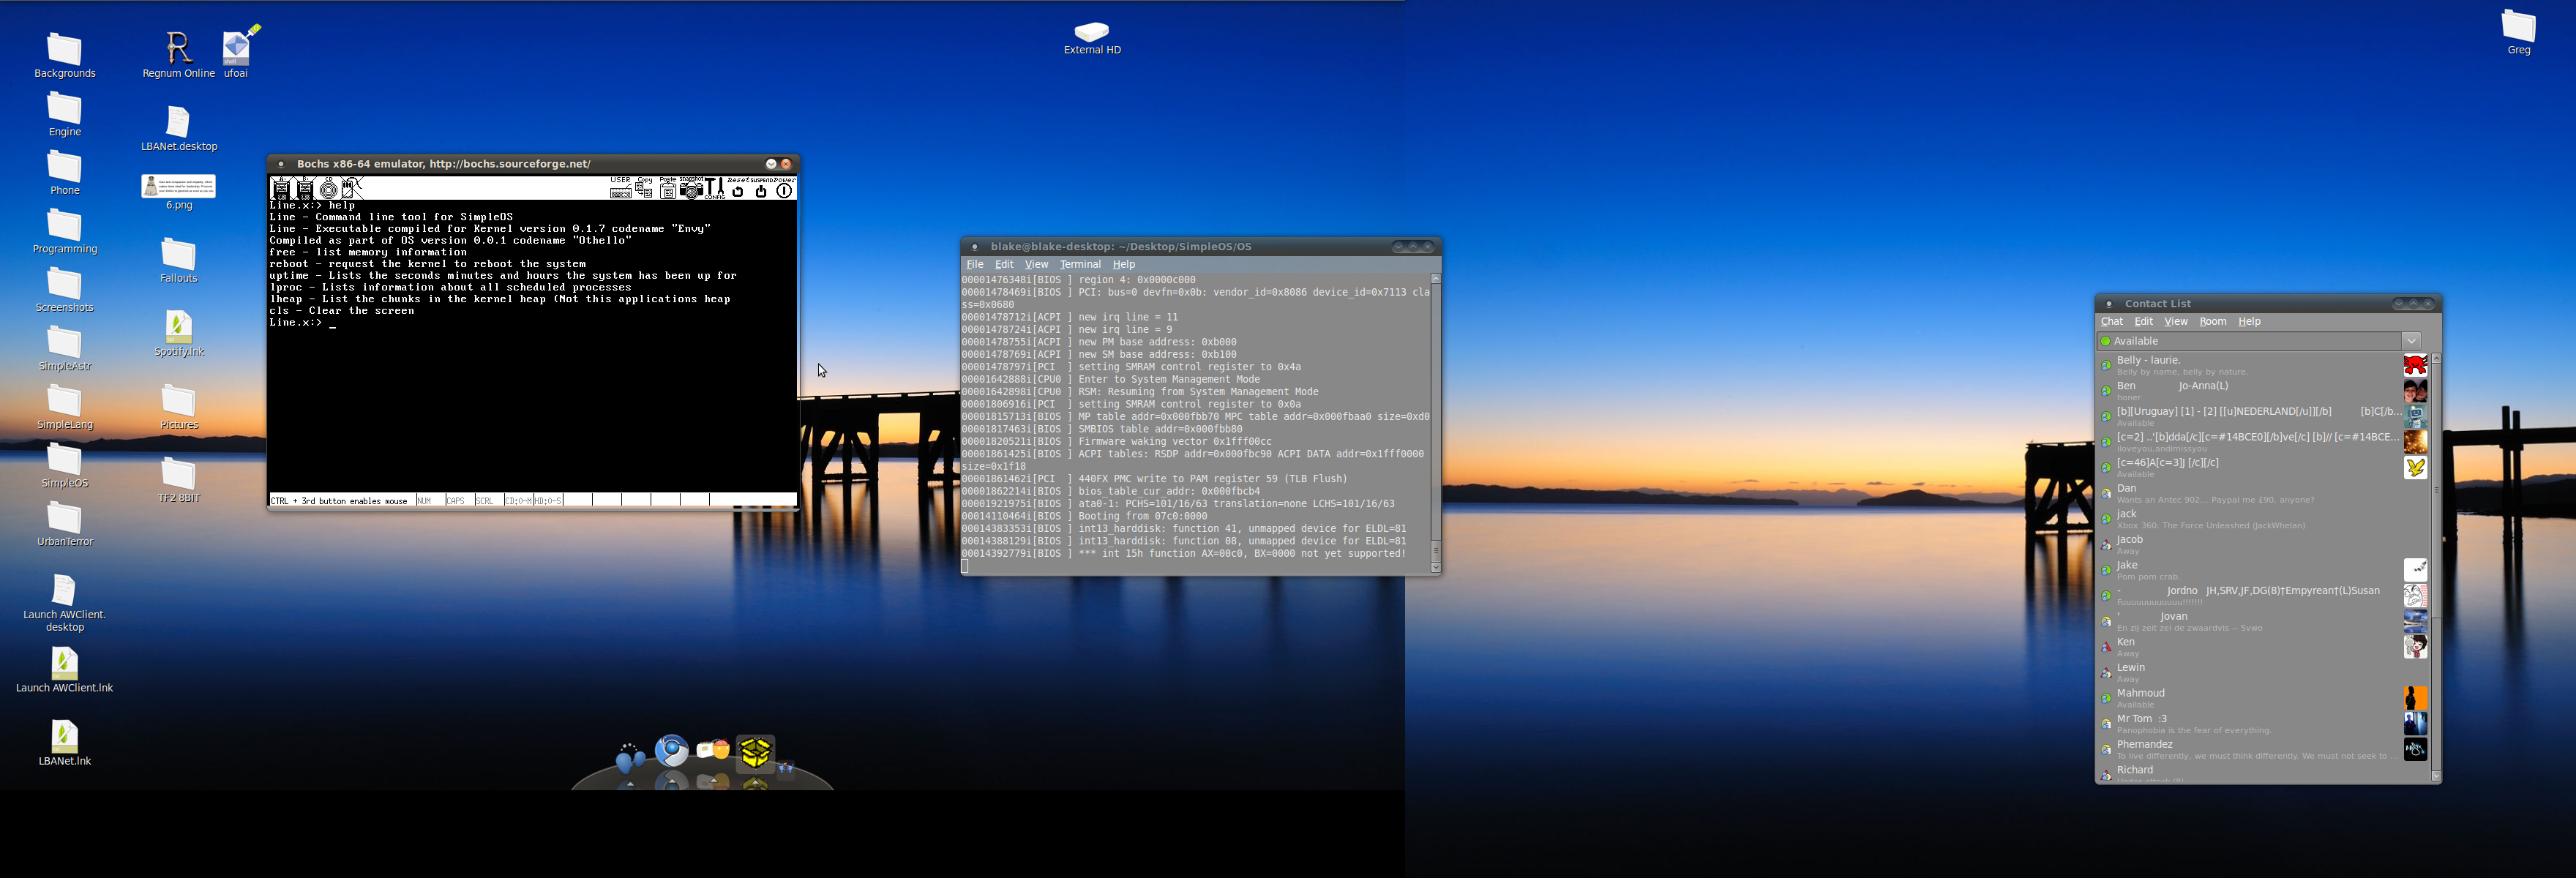 Backgrounds
Engine
Phone
Programming
Screenshots
SimpleAstr
SimpleLang
SimpleOS
UrbanTerror
Launch AWClient.
desktop
Launch AWClient.lnk
LBANet.lnk
Regnum Online
ufoai
LBANet.desktop
6.png
Fallouts
Spotify.lnk
Pictures
TF2 8BIT
External HD
Greg
Bochs x86-64 emulator, http://bochs.sourceforge.net/
USER Copy Paste Snapshot CONFIG Reset SUSPEND Power
Line.x:> help
Line - Command line tool for SimpleOS
Line - Executable compiled for Kernel version 0.1.7 codename "Envy"
Compiled as part of OS version 0.0.1 codename "Othello"
free - list memory information
reboot - request the kernel to reboot the system
uptime - Lists the seconds minutes and hours the system has been up for
lproc - Lists information about all scheduled processes
lheap - List the chunks in the kernel heap (Not this applications heap
cls - Clear the screen
Line.x:> _
CTRL + 3rd button enables mouse NUM CAPS SCRL CD:0-M HD:0-S
blake@blake-desktop: ~/Desktop/SimpleOS/OS
File Edit View Terminal Help
00001476348i[BIOS ] region 4: 0x0000c000
00001478469i[BIOS ] PCI: bus=0 devfn=0x0b: vendor_id=0x8086 device_id=0x7113 cla
ss=0x0680
00001478712i[ACPI ] new irq line = 11
00001478724i[ACPI ] new irq line = 9
00001478755i[ACPI ] new PM base address: 0xb000
00001478769i[ACPI ] new SM base address: 0xb100
00001478797i[PCI  ] setting SMRAM control register to 0x4a
00001642888i[CPU0 ] Enter to System Management Mode
00001642898i[CPU0 ] RSM: Resuming from System Management Mode
00001806916i[PCI  ] setting SMRAM control register to 0x0a
00001815713i[BIOS ] MP table addr=0x000fbb70 MPC table addr=0x000fbaa0 size=0xd0
00001817463i[BIOS ] SMBIOS table addr=0x000fbb80
00001820521i[BIOS ] Firmware waking vector 0x1fff00cc
00001861425i[BIOS ] ACPI tables: RSDP addr=0x000fbc90 ACPI DATA addr=0x1fff0000
size=0x1f18
00001861462i[PCI  ] 440FX PMC write to PAM register 59 (TLB Flush)
00001862214i[BIOS ] bios_table_cur_addr: 0x000fbcb4
00001921975i[BIOS ] ata0-1: PCHS=101/16/63 translation=none LCHS=101/16/63
00014110464i[BIOS ] Booting from 07c0:0000
00014383353i[BIOS ] int13_harddisk: function 41, unmapped device for ELDL=81
00014388129i[BIOS ] int13_harddisk: function 08, unmapped device for ELDL=81
00014392779i[BIOS ] *** int 15h function AX=00c0, BX=0000 not yet supported!
Contact List
Chat Edit View Room Help
Available
Belly - laurie.
Belly by name, belly by nature.
Ben Jo-Anna(L)
honer
[b][Uruguay] [1] - [2] [[u]NEDERLAND[/u]][/b] [b]C[/b...
Available
[c=2] ..'[b]dda[/c][c=#14BCE0][/b]ve[/c] [b]// [c=#14BCE...
Iloveyou,andimissyou
[c=46]A[c=3]J [/c][/c]
Available
Dan
Wants an Antec 902... Paypal me £90, anyone?
jack
Xbox 360: The Force Unleashed (JackWhelan)
Jacob
Away
Jake
Pom pom crab.
- Jordno JH,SRV,JF,DG(8)†Empyrean†(L)Susan
Fuuuuuuuuuuuu!!!!!!!
' Jovan
En zij zeit zei de zwaardvis -- Svwo
Ken
Away
Lewin
Away
Mahmoud
Available
Mr Tom :3
Panophobia is the fear of everything.
Phernandez
To live differently, we must think differently. We must not seek to ...
Richard